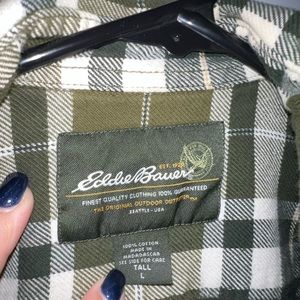 EST. 1920
Eddie Bauer
FINEST QUALITY CLOTHING 100% GUARANTEED
THE ORIGINAL OUTDOOR OUTFITTER
SEATTLE - USA
100% COTTON
MADE IN
MADAGASCAR
SEE SIDE FOR CARE
TALL
L